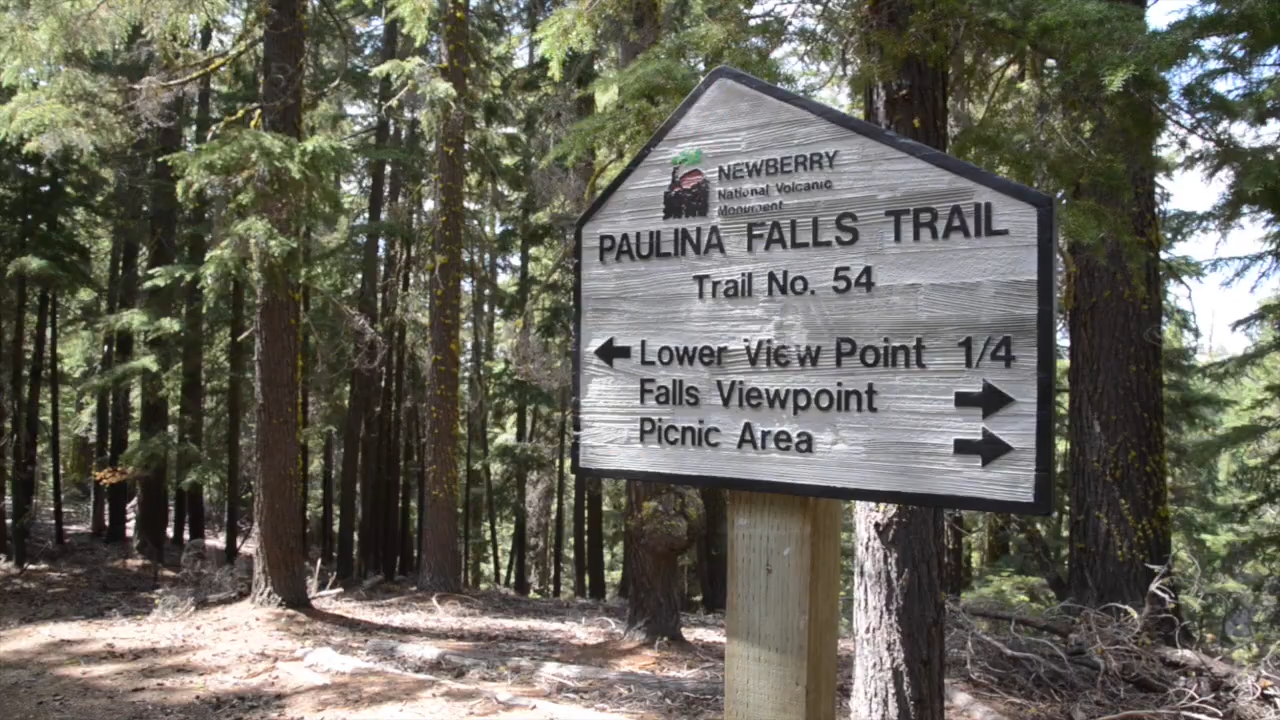 NEWBERRY
National Volcanic
Monument
PAULINA FALLS TRAIL
Trail No. 54
Lower View Point 1/4
Falls Viewpoint
Picnic Area